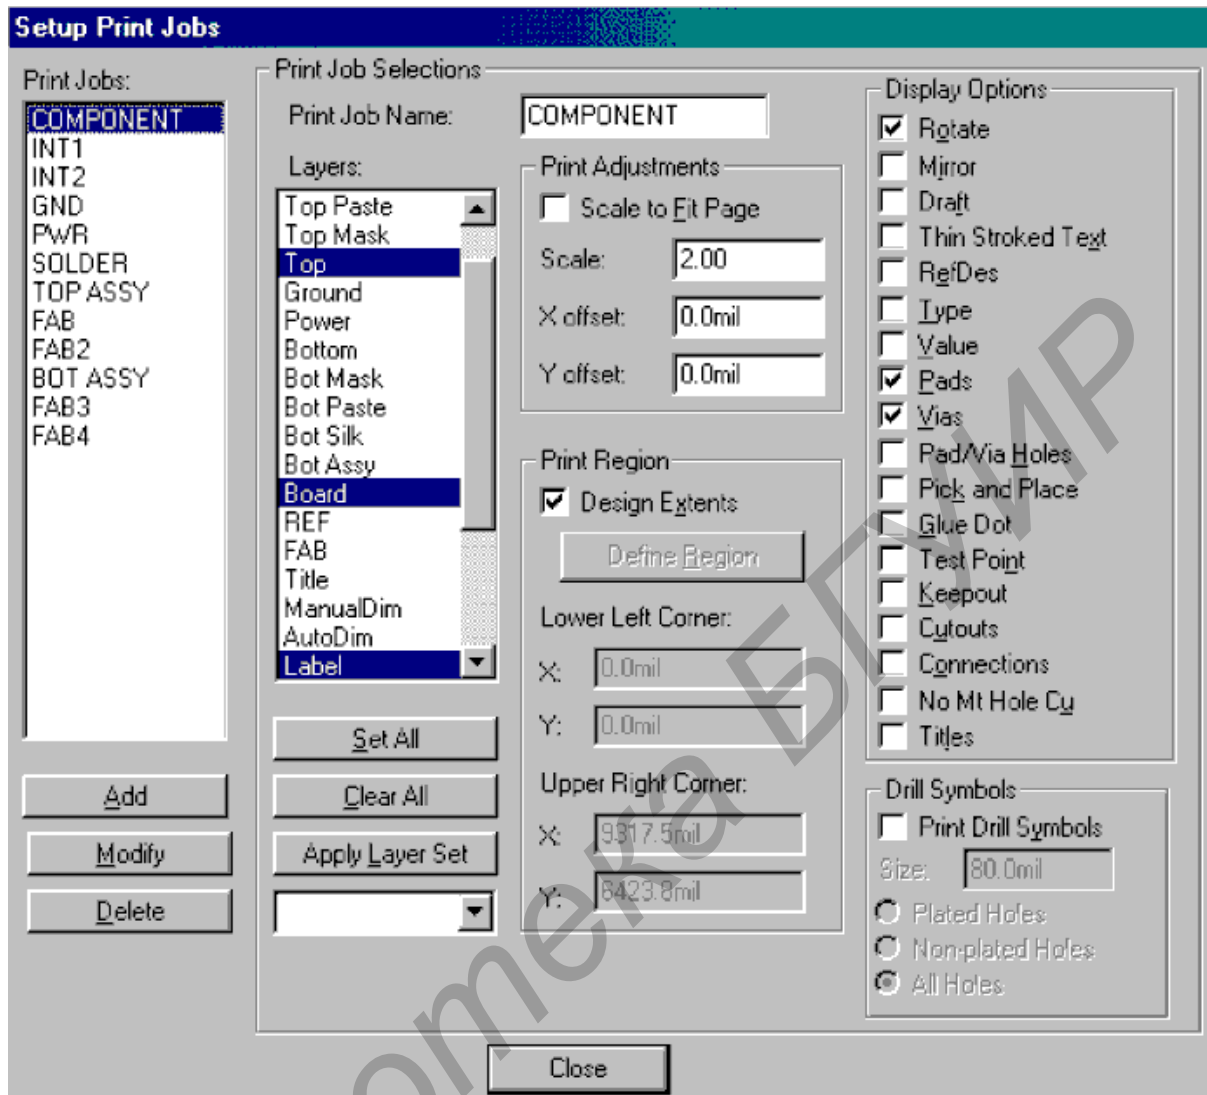 Setup Print Jobs
Print Jobs:
COMPONENT
INT1
INT2
GND
PWR
SOLDER
TOP ASSY
FAB
FAB2
BOT ASSY
FAB3
FAB4
Add
Modify
Delete
Print Job Selections
Print Job Name:
COMPONENT
Layers:
Top Paste
Top Mask
Top
Ground
Power
Bottom
Bot Mask
Bot Paste
Bot Silk
Bot Assy
Board
REF
FAB
Title
ManualDim
AutoDim
Label
Set All
Clear All
Apply Layer Set
Print Adjustments
Scale to Fit Page
Scale: 2.00
X offset: 0.0mil
Y offset: 0.0mil
Print Region
Design Extents
Define Region
Lower Left Corner:
X: 0.0mil
Y: 0.0mil
Upper Right Corner:
X: 9317.5mil
Y: 6423.8mil
Display Options
Rotate
Mirror
Draft
Thin Stroked Text
RefDes
Type
Value
Pads
Vias
Pad/Via Holes
Pick and Place
Glue Dot
Test Point
Keepout
Cutouts
Connections
No Mt Hole Cu
Titles
Drill Symbols
Print Drill Symbols
Size: 80.0mil
Plated Holes
Non-plated Holes
All Holes
Close
отека БГУИР